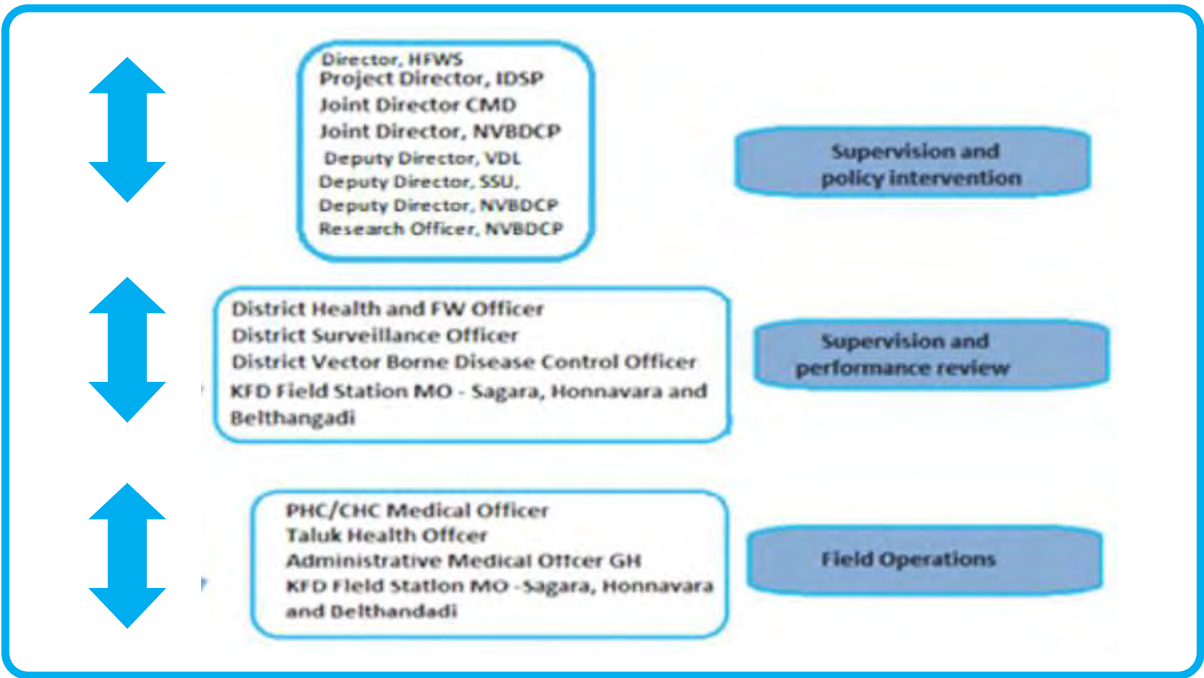 Director, HFWS
Project Director, IDSP
Joint Director CMD
Joint Director, NVBDCP
Deputy Director, VDL
Deputy Director, SSU,
Deputy Director, NVBDCP
Research Officer, NVBDCP
Supervision and
policy intervention
District Health and FW Officer
District Surveillance Officer
District Vector Borne Disease Control Officer
KFD Field Station MO - Sagara, Honnavara and
Belthangadi
Supervision and
performance review
PHC/CHC Medical Officer
Taluk Health Offcer
Administrative Medical Offcer GH
KFD Field Station MO -Sagara, Honnavara
and Belthandadi
Field Operations